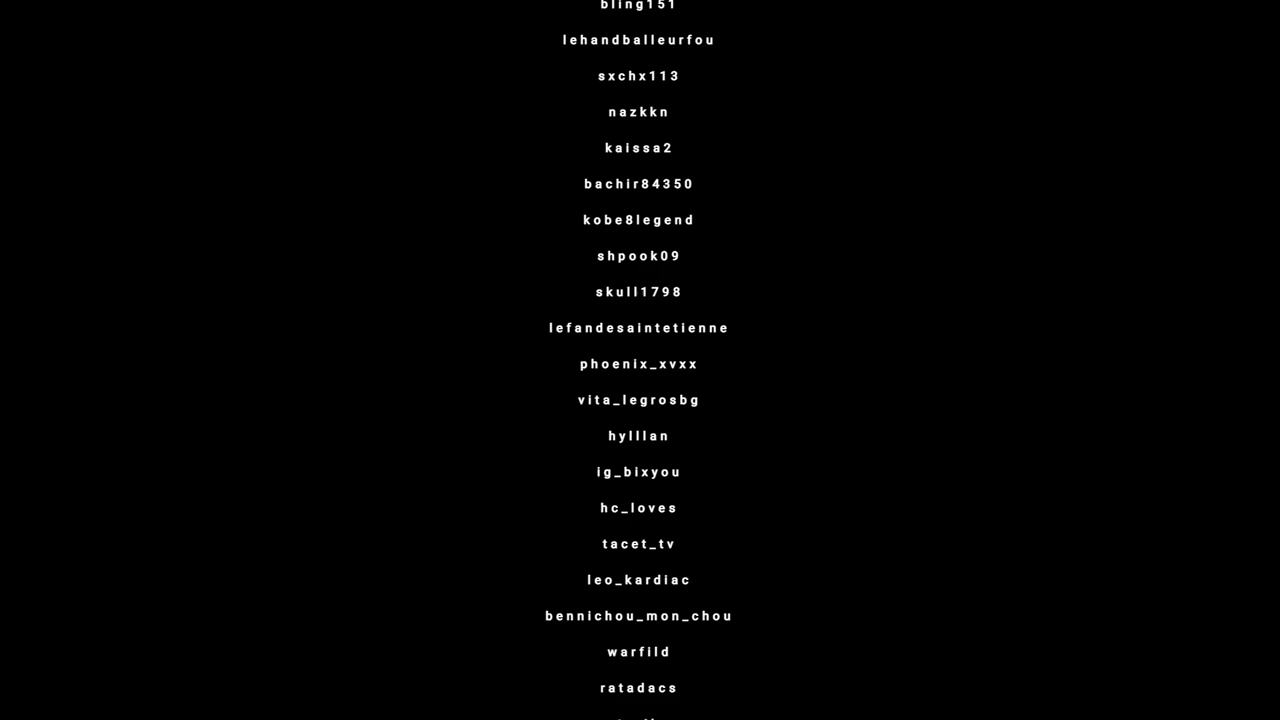 bling151
lehandballeurfou
sxchx113
nazkkn
kaissa2
bachir84350
kobe8legend
shpook09
skull1798
lefandesaintetienne
phoenix_xvxx
vita_legrosbg
hylllan
ig_bixyou
hc_loves
tacet_tv
leo_kardiac
bennichou_mon_chou
warfild
ratadacs